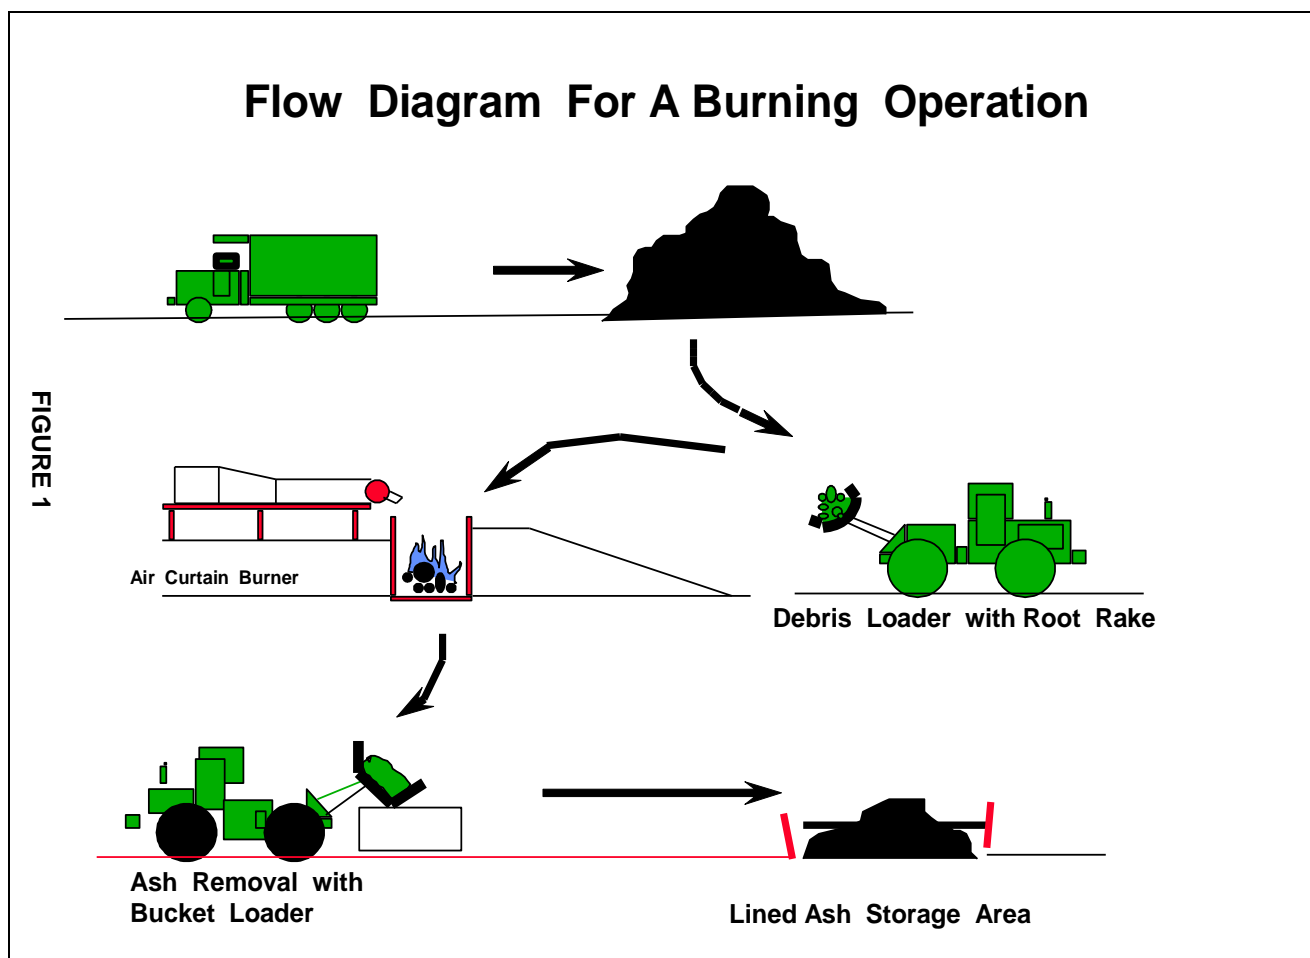 Flow Diagram For A Burning Operation
FIGURE 1
Air Curtain Burner
Debris Loader with Root Rake
Ash Removal with
Bucket Loader
Lined Ash Storage Area